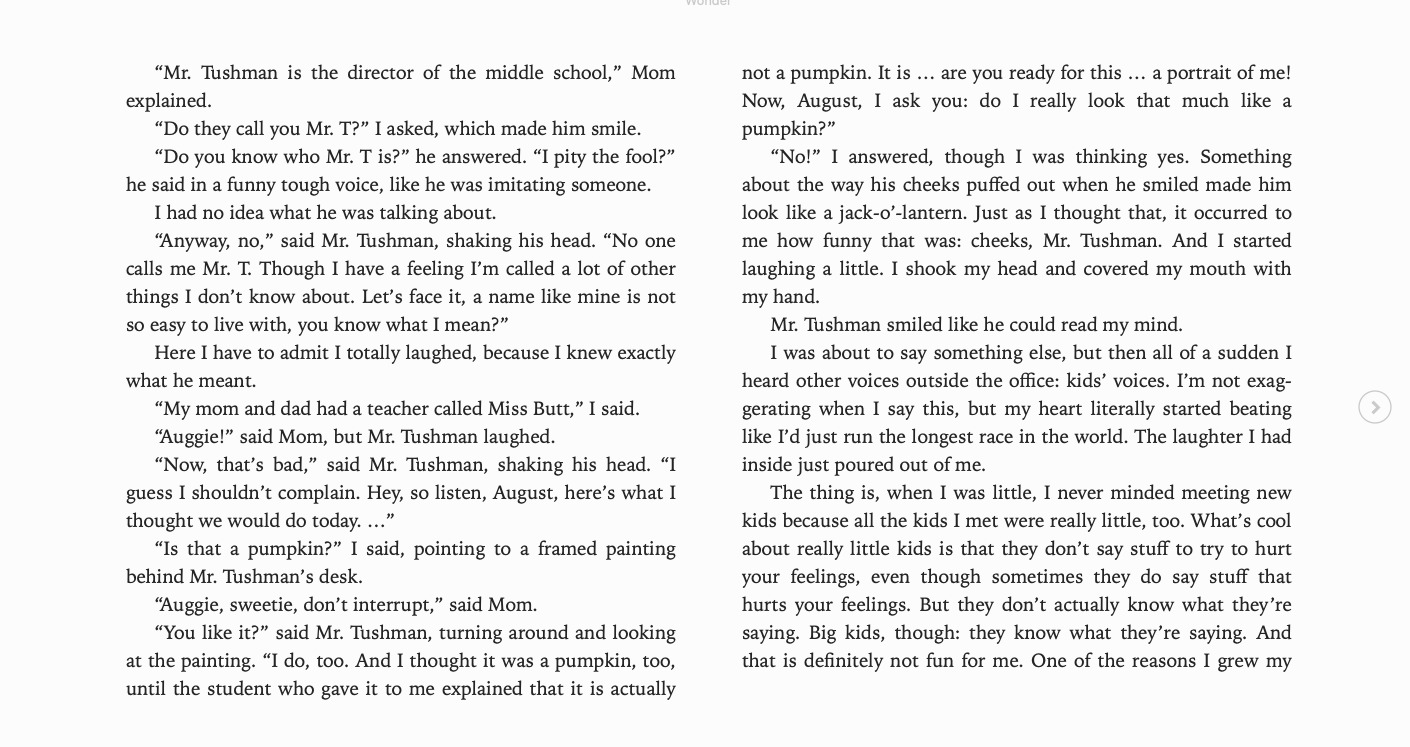 Wonder
“Mr. Tushman is the director of the middle school,” Mom
explained.
“Do they call you Mr. T?” I asked, which made him smile.
“Do you know who Mr. T is?” he answered. “I pity the fool?”
he said in a funny tough voice, like he was imitating someone.
I had no idea what he was talking about.
“Anyway, no,” said Mr. Tushman, shaking his head. “No one
calls me Mr. T. Though I have a feeling I’m called a lot of other
things I don’t know about. Let’s face it, a name like mine is not
so easy to live with, you know what I mean?”
Here I have to admit I totally laughed, because I knew exactly
what he meant.
“My mom and dad had a teacher called Miss Butt,” I said.
“Auggie!” said Mom, but Mr. Tushman laughed.
“Now, that’s bad,” said Mr. Tushman, shaking his head. “I
guess I shouldn’t complain. Hey, so listen, August, here’s what I
thought we would do today. …”
“Is that a pumpkin?” I said, pointing to a framed painting
behind Mr. Tushman’s desk.
“Auggie, sweetie, don’t interrupt,” said Mom.
“You like it?” said Mr. Tushman, turning around and looking
at the painting. “I do, too. And I thought it was a pumpkin, too,
until the student who gave it to me explained that it is actually
not a pumpkin. It is … are you ready for this … a portrait of me!
Now, August, I ask you: do I really look that much like a
pumpkin?”
“No!” I answered, though I was thinking yes. Something
about the way his cheeks puffed out when he smiled made him
look like a jack-o’-lantern. Just as I thought that, it occurred to
me how funny that was: cheeks, Mr. Tushman. And I started
laughing a little. I shook my head and covered my mouth with
my hand.
Mr. Tushman smiled like he could read my mind.
I was about to say something else, but then all of a sudden I
heard other voices outside the office: kids’ voices. I’m not exag-
gerating when I say this, but my heart literally started beating
like I’d just run the longest race in the world. The laughter I had
inside just poured out of me.
The thing is, when I was little, I never minded meeting new
kids because all the kids I met were really little, too. What’s cool
about really little kids is that they don’t say stuff to try to hurt
your feelings, even though sometimes they do say stuff that
hurts your feelings. But they don’t actually know what they’re
saying. Big kids, though: they know what they’re saying. And
that is definitely not fun for me. One of the reasons I grew my